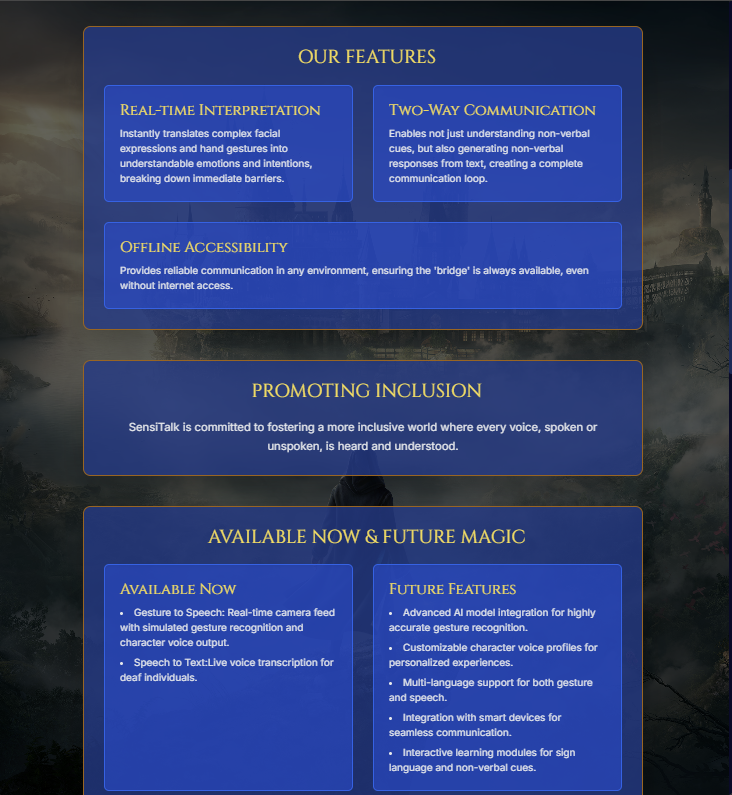 OUR FEATURES
REAL-TIME INTERPRETATION
Instantly translates complex facial
expressions and hand gestures into
understandable emotions and intentions,
breaking down immediate barriers.
TWO-WAY COMMUNICATION
Enables not just understanding non-verbal
cues, but also generating non-verbal
responses from text, creating a complete
communication loop.
OFFLINE ACCESSIBILITY
Provides reliable communication in any environment, ensuring the 'bridge' is always available, even
without internet access.
PROMOTING INCLUSION
SensiTalk is committed to fostering a more inclusive world where every voice, spoken or
unspoken, is heard and understood.
AVAILABLE NOW & FUTURE MAGIC
AVAILABLE NOW
• Gesture to Speech: Real-time camera feed
with simulated gesture recognition and
character voice output.
• Speech to Text:Live voice transcription for
deaf individuals.
FUTURE FEATURES
• Advanced AI model integration for highly
accurate gesture recognition.
• Customizable character voice profiles for
personalized experiences.
• Multi-language support for both gesture
and speech.
• Integration with smart devices for
seamless communication.
• Interactive learning modules for sign
language and non-verbal cues.